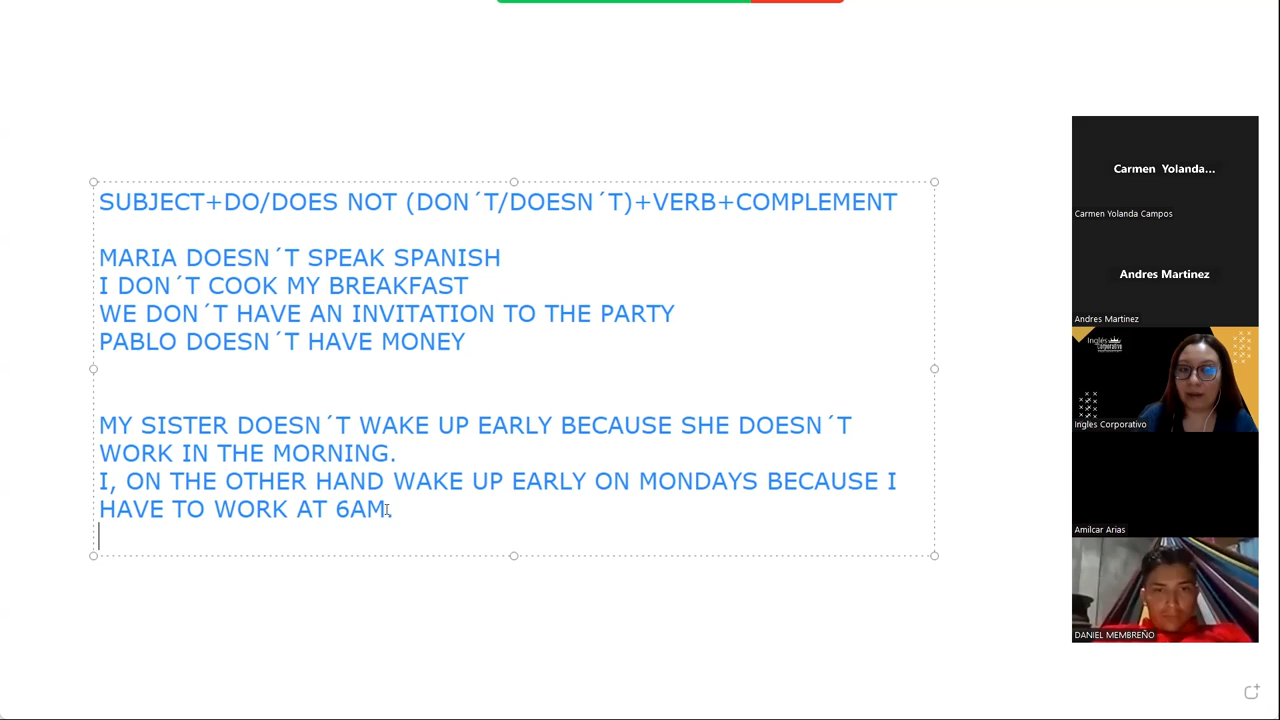 SUBJECT+DO/DOES NOT (DON´T/DOESN´T)+VERB+COMPLEMENT
MARIA DOESN´T SPEAK SPANISH
I DON´T COOK MY BREAKFAST
WE DON´T HAVE AN INVITATION TO THE PARTY
PABLO DOESN´T HAVE MONEY
MY SISTER DOESN´T WAKE UP EARLY BECAUSE SHE DOESN´T
WORK IN THE MORNING.
I, ON THE OTHER HAND WAKE UP EARLY ON MONDAYS BECAUSE I
HAVE TO WORK AT 6AM.
Carmen Yolanda...
Carmen Yolanda Campos
Andres Martinez
Andres Martinez
Inglés
Corporativo
Ingles Corporativo
Amilcar Arias
DANIEL MEMBREÑO